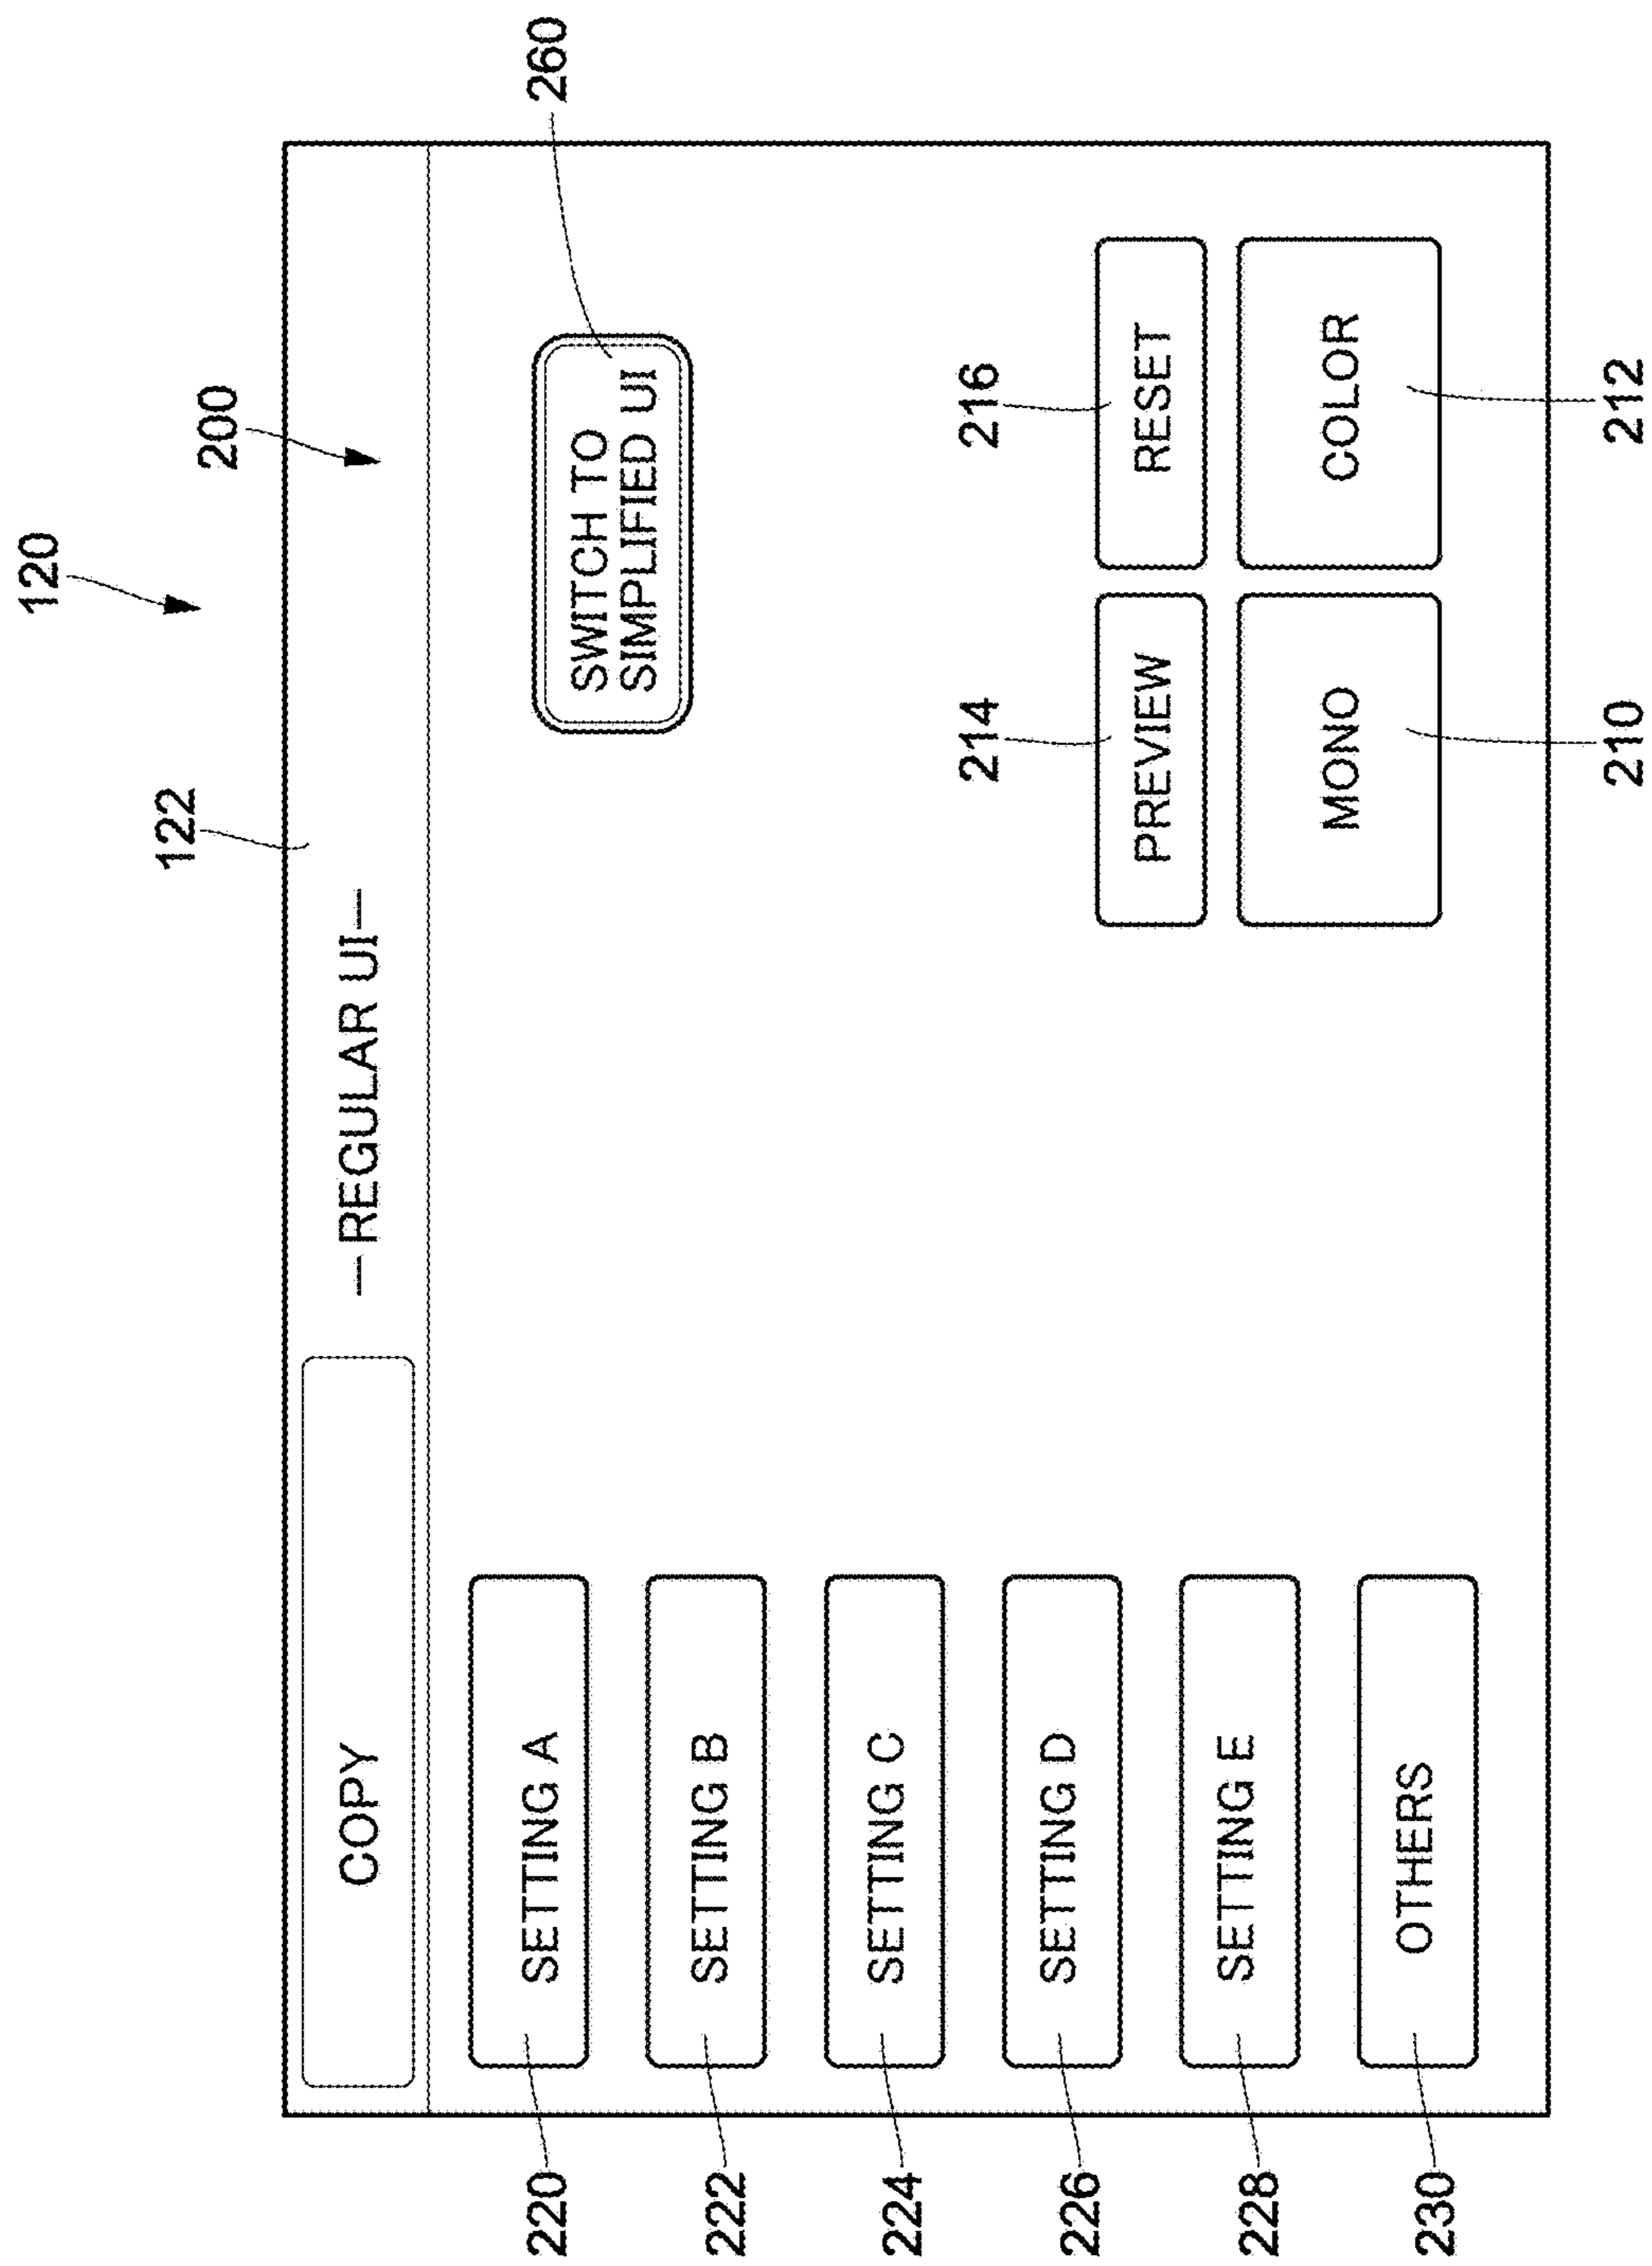 120
200
122
260
COPY
—REGULAR UI—
SWITCH TO
SIMPLIFIED UI
220
SETTING A
222
SETTING B
224
SETTING C
226
SETTING D
228
SETTING E
230
OTHERS
214
216
PREVIEW
RESET
MONO
COLOR
210
212